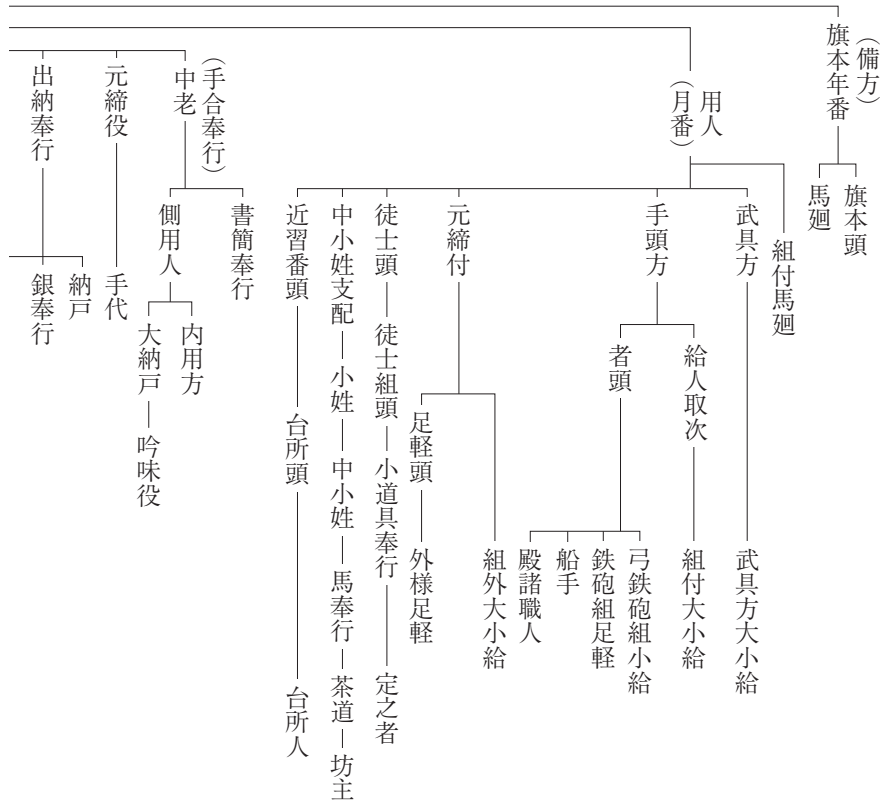 （備方）
旗本年番
旗本頭
馬廻
用人
（月番）
組付馬廻
武具方
武具方大小給
手頭方
給人取次
組付大小給
者頭
弓鉄砲組小給
鉄砲組足軽
船手
殿諸職人
元締付
組外大小給
足軽頭
外様足軽
徒士頭
徒士組頭
小道具奉行
定之者
中小姓支配
小姓
中小姓
馬奉行
茶道
坊主
近習番頭
台所頭
台所人
（手合奉行）
中老
書簡奉行
側用人
内用方
大納戸
吟味役
元締役
手代
出納奉行
納戸
銀奉行